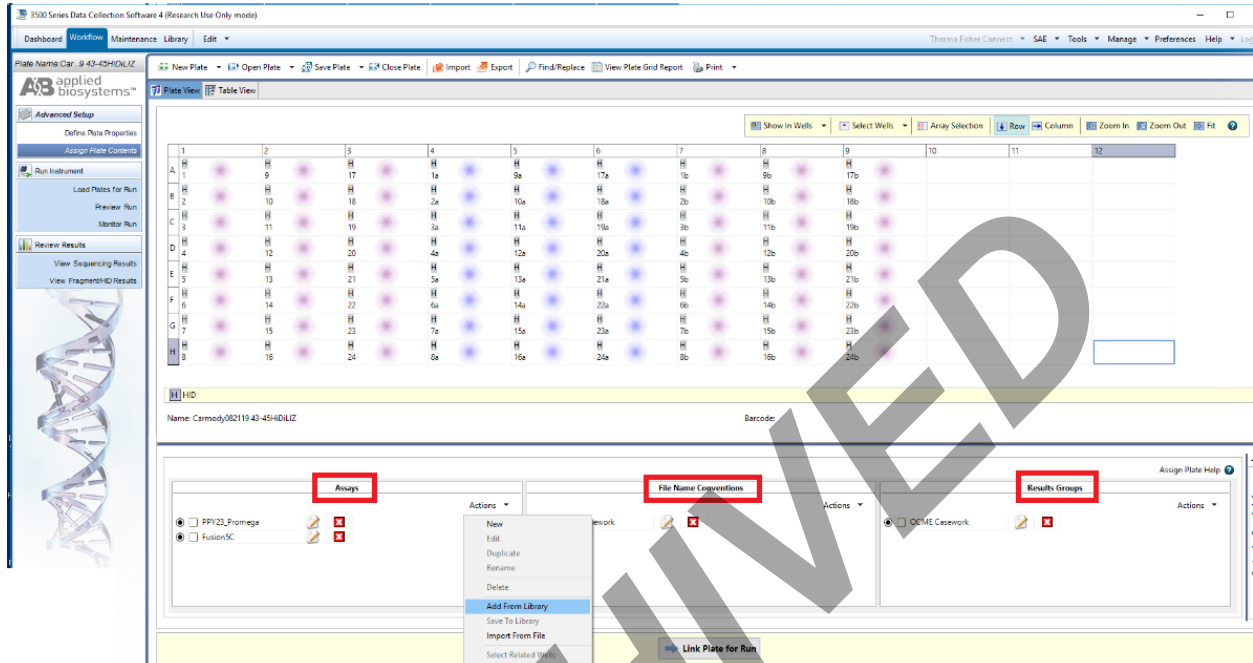 3500 Series Data Collection Software 4 (Research Use Only mode)
Dashboard Workflow Maintenance Library Edit
Thermo Fisher Connect SAE Tools Manage Preferences Help Log
Plate Name:Car...9 43-45HiDiLIZ
New Plate Open Plate Save Plate Close Plate Import Export Find/Replace View Plate Grid Report Print
AB applied biosystems™
Plate View Table View
Advanced Setup
Define Plate Properties
Assign Plate Contents
Run Instrument
Load Plates for Run
Preview Run
Monitor Run
Review Results
View Sequencing Results
View Fragment/HID Results
Show In Wells Select Wells Array Selection Row Column Zoom In Zoom Out Fit
1 2 3 4 5 6 7 8 9 10 11 12
A H H H H H H H H H
1 9 17 1a 9a 17a 1b 9b 17b
B H H H H H H H H H
2 10 18 2a 10a 18a 2b 10b 18b
C H H H H H H H H H
3 11 19 3a 11a 19a 3b 11b 19b
D H H H H H H H H H
4 12 20 4a 12a 20a 4b 12b 20b
E H H H H H H H H H
5 13 21 5a 13a 21a 5b 13b 21b
F H H H H H H H H H
6 14 22 6a 14a 22a 6b 14b 22b
G H H H H H H H H H
7 15 23 7a 15a 23a 7b 15b 23b
H H H H H H H H H H
8 16 24 8a 16a 24a 8b 16b 24b
H HID
Name: Carmody082119 43-45HiDiLIZ Barcode:
Assign Plate Help
Assays File Name Conventions Results Groups
Actions Actions Actions
PPY23_Promega
Fusion5C
OCME Casework
New
Edit
Duplicate
Rename
Delete
Add From Library
Save To Library
Import From File
Select Related Wells
Link Plate for Run